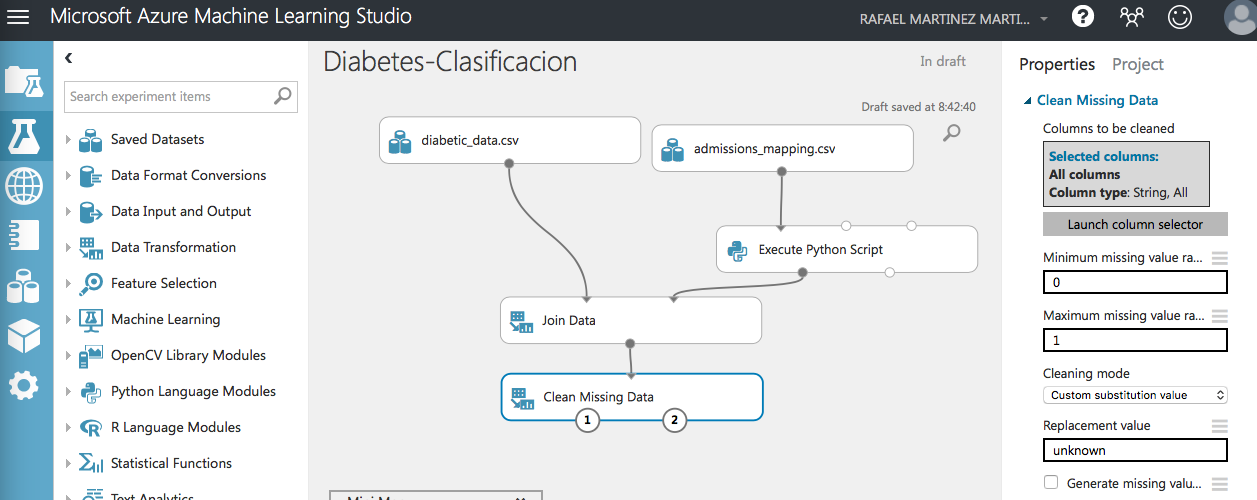 Microsoft Azure Machine Learning Studio
RAFAEL MARTINEZ MARTI...
?
Search experiment items
Saved Datasets
Data Format Conversions
Data Input and Output
Data Transformation
Feature Selection
Machine Learning
OpenCV Library Modules
Python Language Modules
R Language Modules
Statistical Functions
Text Analytics
Diabetes-Clasificacion
In draft
Draft saved at 8:42:40
diabetic_data.csv
admissions_mapping.csv
Execute Python Script
Join Data
Clean Missing Data
1
2
Properties
Project
Clean Missing Data
Columns to be cleaned
Selected columns:
All columns
Column type: String, All
Launch column selector
Minimum missing value ra...
0
Maximum missing value ra...
1
Cleaning mode
Custom substitution value
Replacement value
unknown
Generate missing valu...